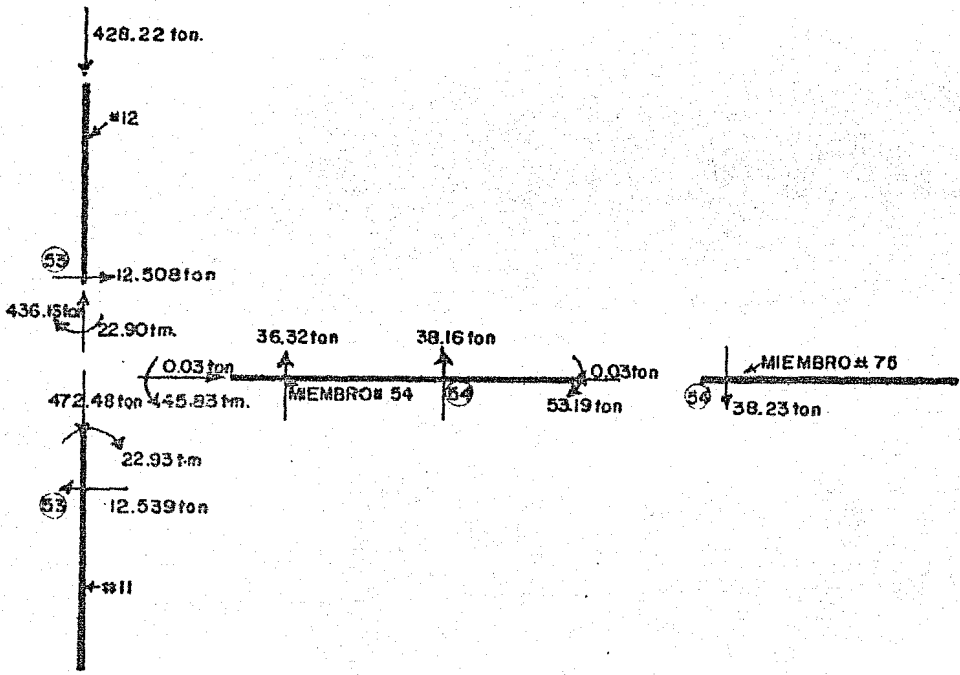 428.22 ton.
#12
53
12.508 ton
436.15 ton
22.90 tm.
36.32 ton
38.16 ton
0.03 ton
0.03 ton
MIEMBRO# 76
472.48 ton
45.83 tm.
MIEMBRO# 54
54
53.19 ton
54
38.23 ton
22.93 t-m
53
12.539 ton
#11